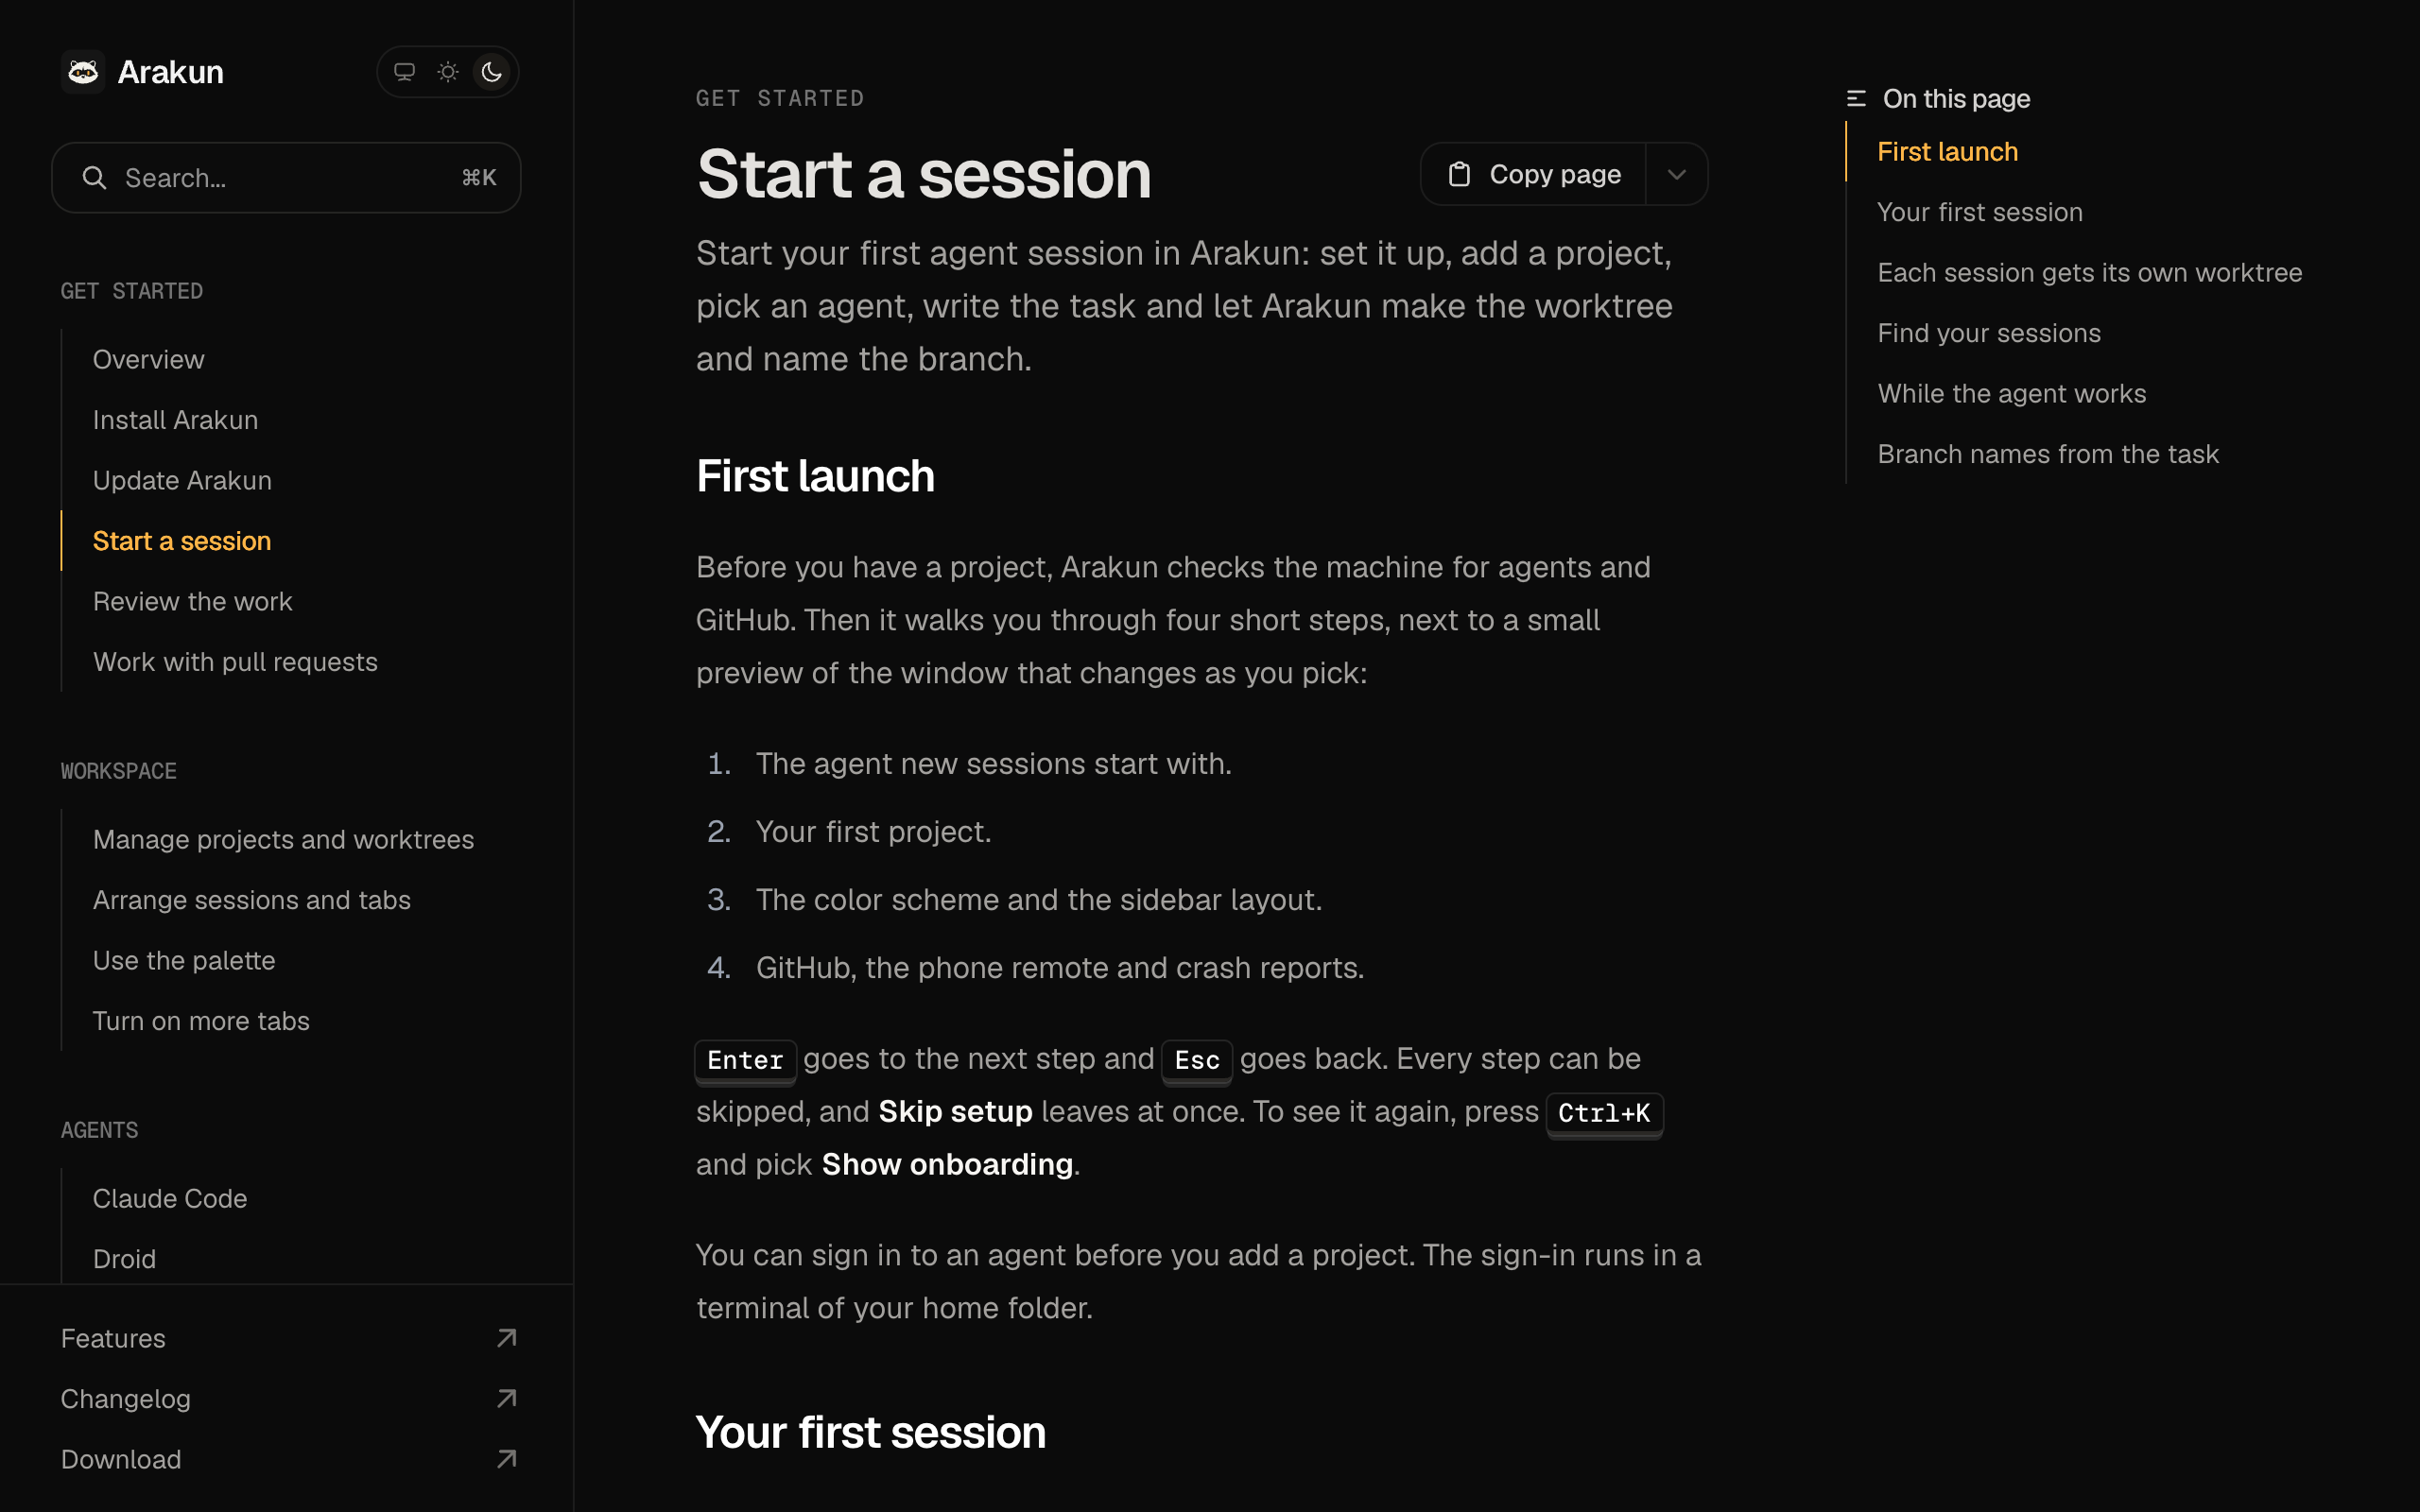 Arakun
Search...
⌘K
GET STARTED
Overview
Install Arakun
Update Arakun
Start a session
Review the work
Work with pull requests
WORKSPACE
Manage projects and worktrees
Arrange sessions and tabs
Use the palette
Turn on more tabs
AGENTS
Claude Code
Droid
Features
Changelog
Download
GET STARTED
Start a session
Copy page
Start your first agent session in Arakun: set it up, add a project,
pick an agent, write the task and let Arakun make the worktree
and name the branch.
First launch
Before you have a project, Arakun checks the machine for agents and
GitHub. Then it walks you through four short steps, next to a small
preview of the window that changes as you pick:
1. The agent new sessions start with.
2. Your first project.
3. The color scheme and the sidebar layout.
4. GitHub, the phone remote and crash reports.
Enter goes to the next step and Esc goes back. Every step can be
skipped, and Skip setup leaves at once. To see it again, press Ctrl+K
and pick Show onboarding.
You can sign in to an agent before you add a project. The sign-in runs in a
terminal of your home folder.
Your first session
On this page
First launch
Your first session
Each session gets its own worktree
Find your sessions
While the agent works
Branch names from the task